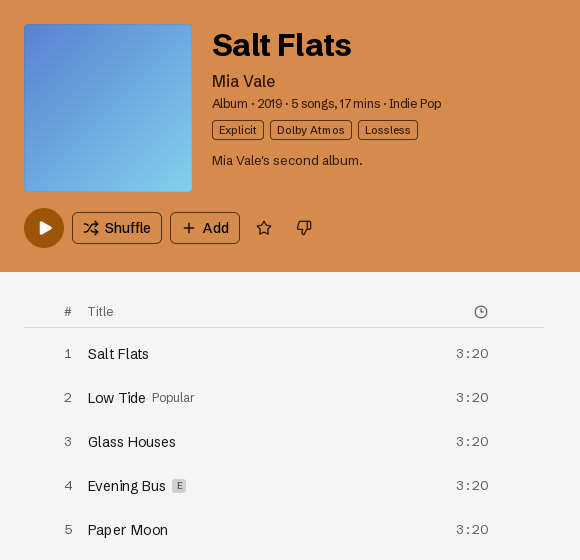 Salt Flats
Mia Vale
Album · 2019 · 5 songs, 17 mins · Indie Pop
Explicit Dolby Atmos Lossless
Mia Vale's second album.
Shuffle Add
# Title
1 Salt Flats 3:20
2 Low Tide Popular 3:20
3 Glass Houses 3:20
4 Evening Bus E 3:20
5 Paper Moon 3:20